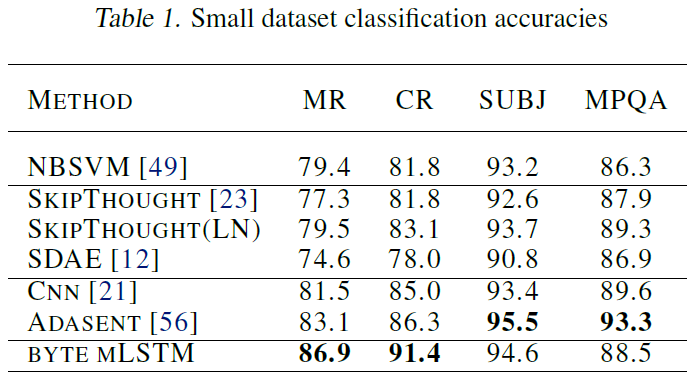 Table 1. Small dataset classification accuracies
METHOD MR CR SUBJ MPQA
NBSVM [49] 79.4 81.8 93.2 86.3
SKIPTHOUGHT [23] 77.3 81.8 92.6 87.9
SKIPTHOUGHT(LN) 79.5 83.1 93.7 89.3
SDAE [12] 74.6 78.0 90.8 86.9
CNN [21] 81.5 85.0 93.4 89.6
ADASENT [56] 83.1 86.3 95.5 93.3
BYTE MLSTM 86.9 91.4 94.6 88.5